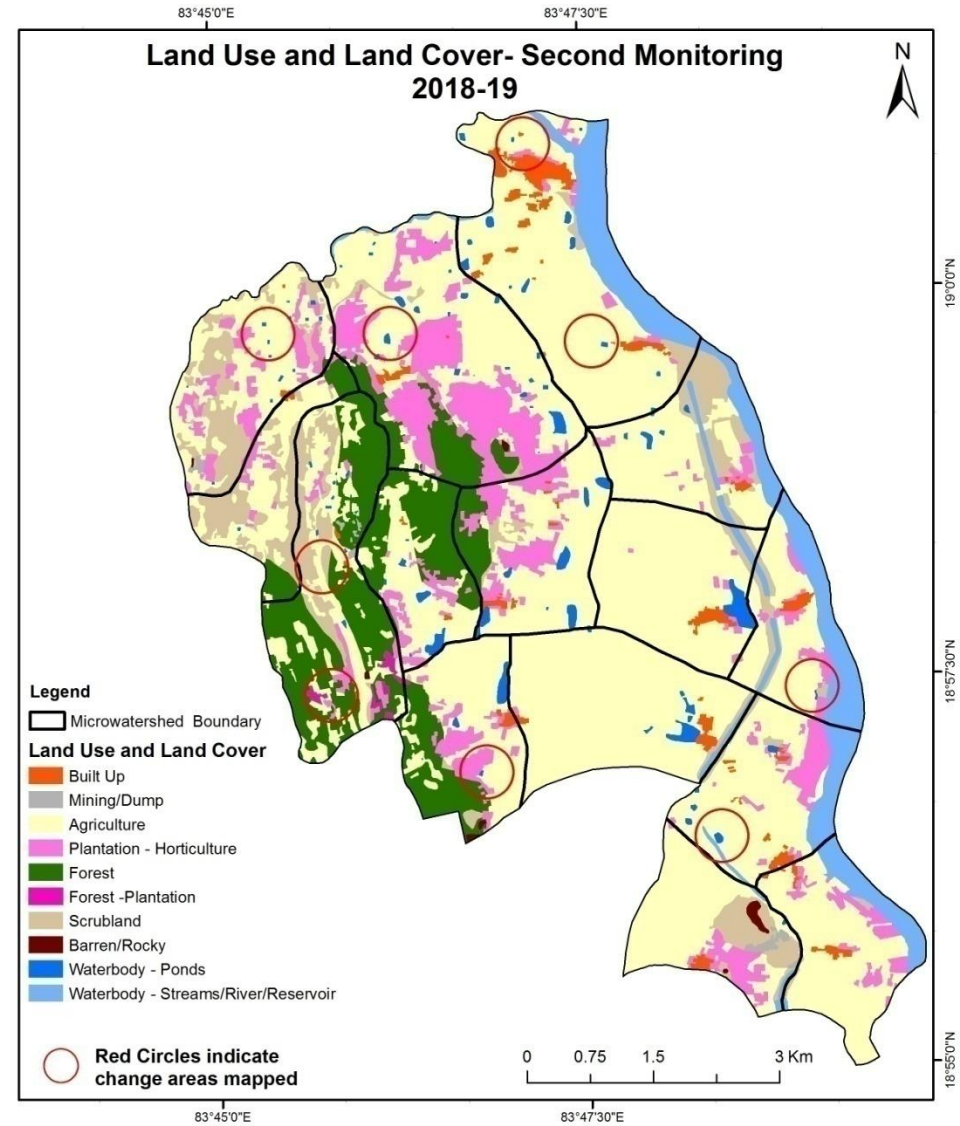 83°45'0"E
83°47'30"E
Land Use and Land Cover- Second Monitoring
2018-19
N
19°0'0"N
18°57'30"N
18°55'0"N
Legend
Microwatershed Boundary
Land Use and Land Cover
Built Up
Mining/Dump
Agriculture
Plantation - Horticulture
Forest
Forest -Plantation
Scrubland
Barren/Rocky
Waterbody - Ponds
Waterbody - Streams/River/Reservoir
Red Circles indicate
change areas mapped
0 0.75 1.5 3 Km
83°45'0"E
83°47'30"E